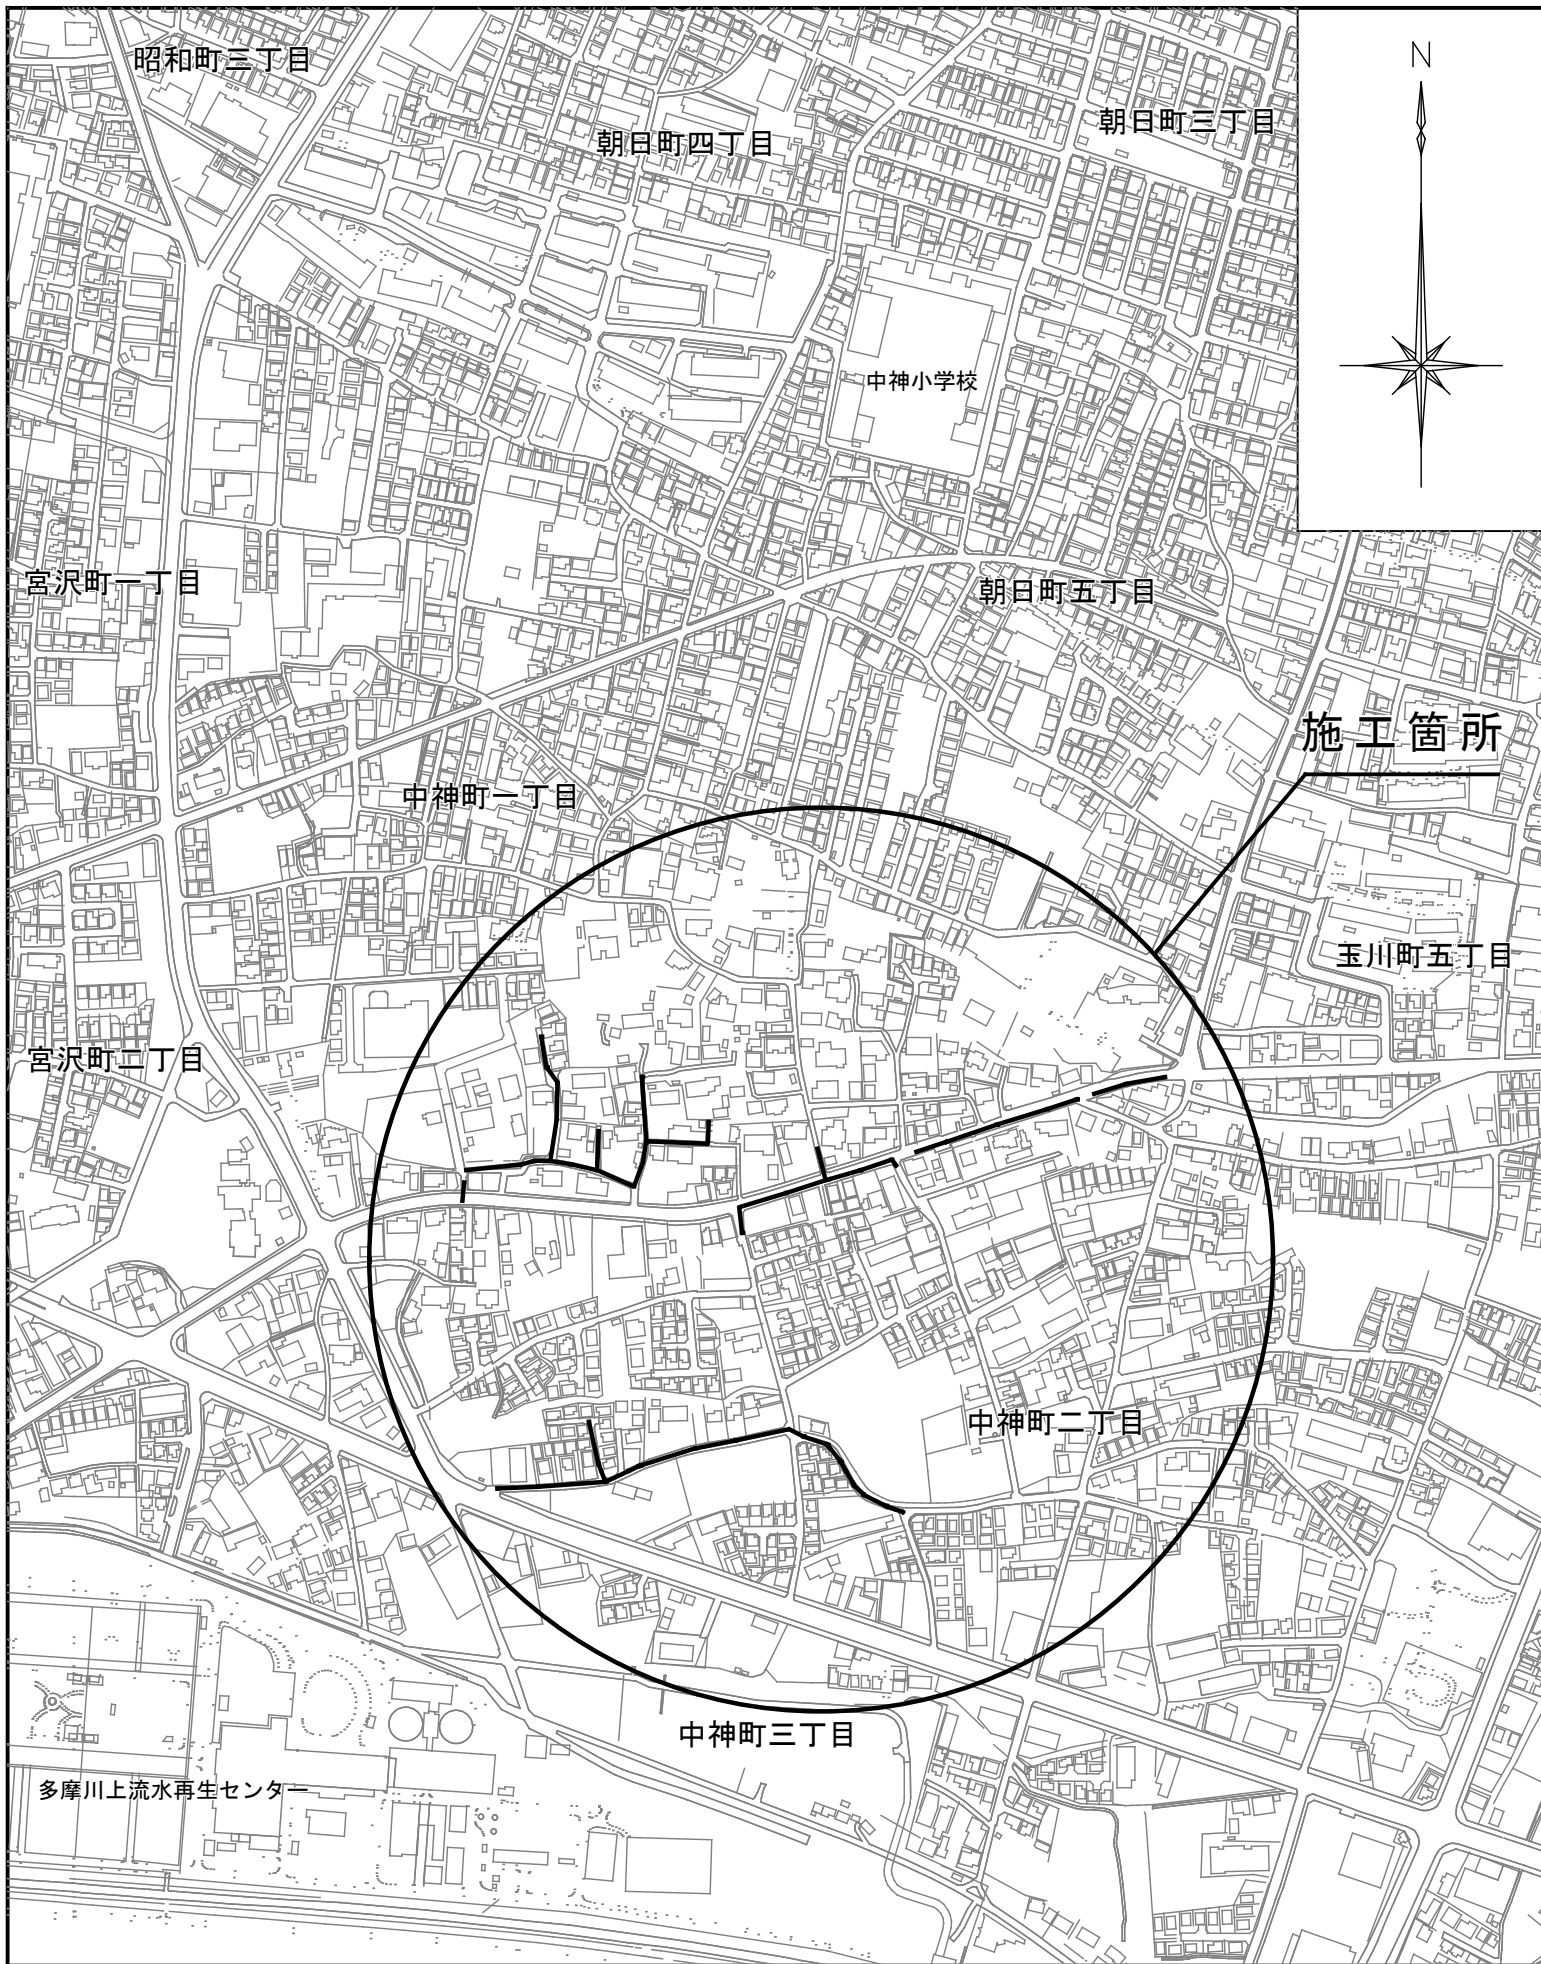 昭和町三丁目
N
朝日町三丁目
朝日町四丁目
中神小学校
宮沢町一丁目
朝日町五丁目
施工箇所
中神町一丁目
玉川町五丁目
宮沢町二丁目
中神町二丁目
中神町三丁目
多摩川上流水再生センター